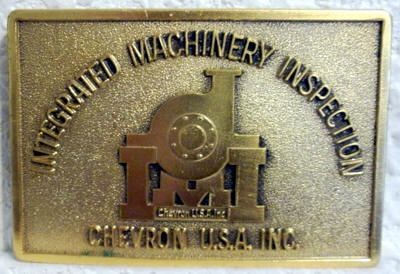 INTEGRATED MACHINERY INSPECTION
IMI
Chevron U.S.A. Inc.
CHEVRON U.S.A. INC.